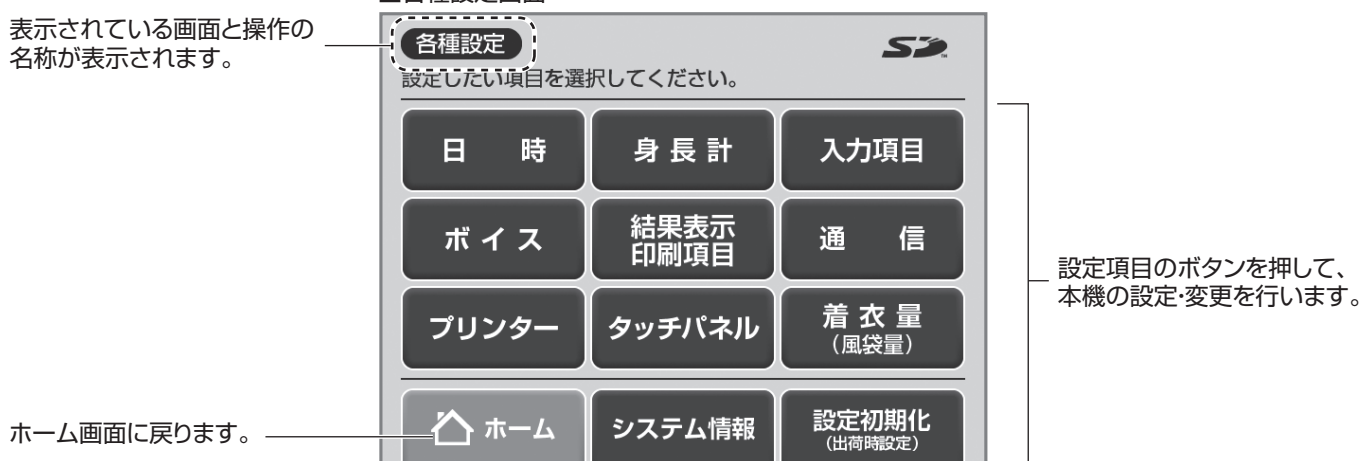 表示されている画面と操作の
名称が表示されます。
各種設定
SD
設定したい項目を選択してください。
日 時
身 長 計
入力項目
ボ イ ス
結果表示
印刷項目
通 信
プリンター
タッチパネル
着 衣 量
（風袋量）
設定項目のボタンを押して、
本機の設定・変更を行います。
ホーム画面に戻ります。
ホーム
システム情報
設定初期化
（出荷時設定）